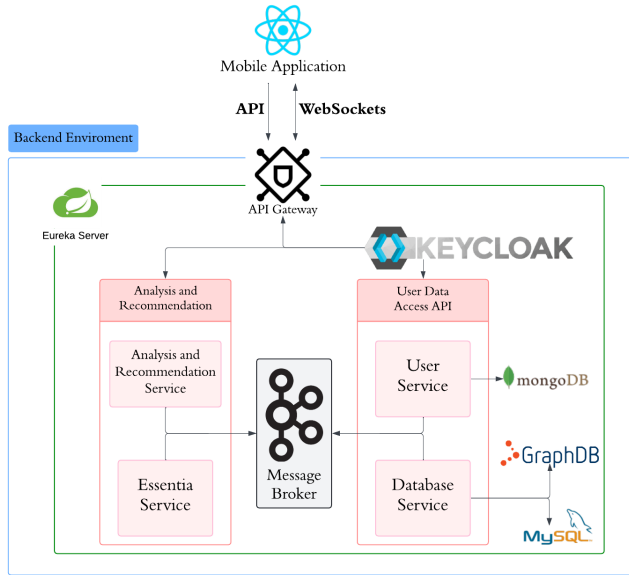 Mobile Application
API
WebSockets
Backend Enviroment
API Gateway
Eureka Server
KEYCLOAK
Analysis and
Recommendation
User Data
Access API
Analysis and
Recommendation
Service
User
Service
mongoDB
Message
Broker
Essentia
Service
Database
Service
GraphDB
MySQL